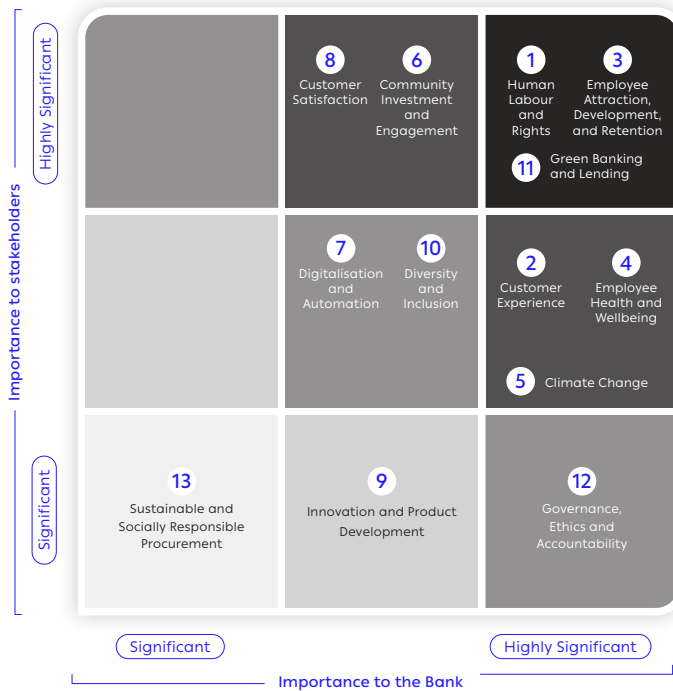 Importance to stakeholders
Highly Significant
Significant
8
Customer
Satisfaction
6
Community
Investment
and
Engagement
1
Human
Labour
and
Rights
3
Employee
Attraction,
Development,
and Retention
11
Green Banking
and Lending
7
Digitalisation
and
Automation
10
Diversity
and
Inclusion
2
Customer
Experience
4
Employee
Health and
Wellbeing
5
Climate Change
13
Sustainable and
Socially Responsible
Procurement
9
Innovation and Product
Development
12
Governance,
Ethics and
Accountability
Significant
Highly Significant
Importance to the Bank